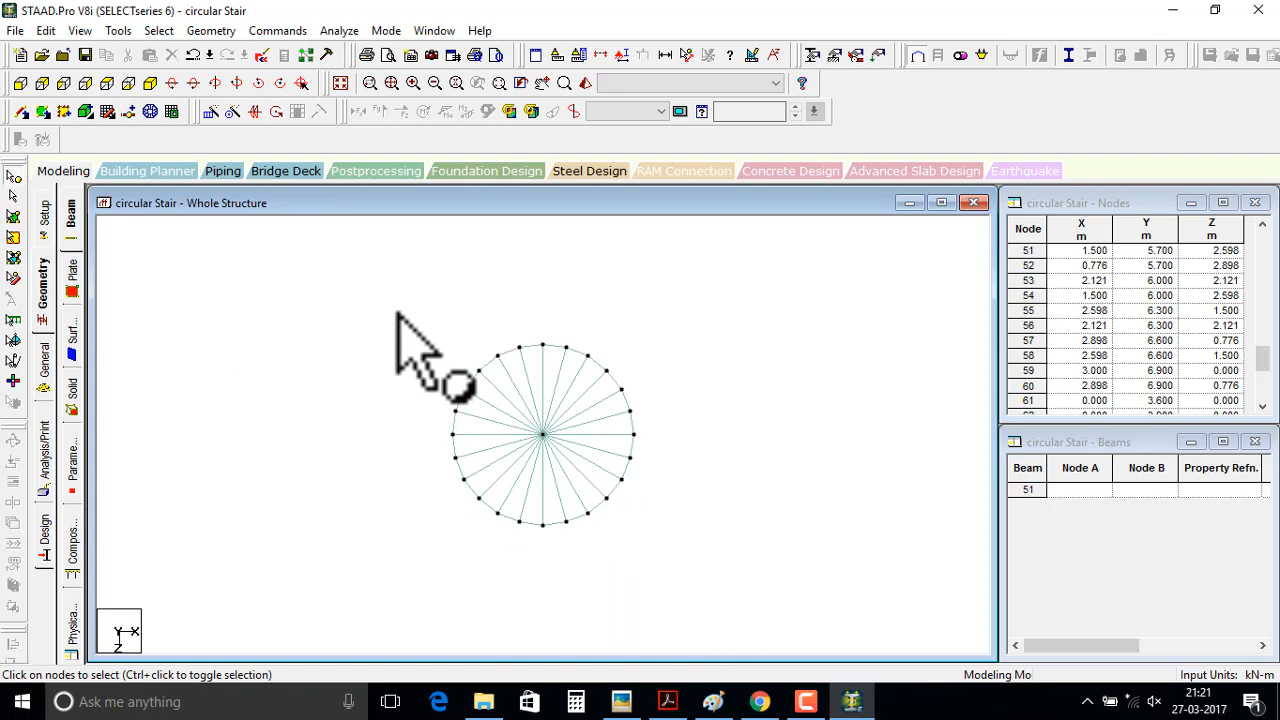 STAAD.Pro V8i (SELECTseries 6) - circular Stair
File Edit View Tools Select Geometry Commands Analyze Mode Window Help
Modeling Building Planner Piping Bridge Deck Postprocessing Foundation Design Steel Design RAM Connection Concrete Design Advanced Slab Design Earthquake
Setup
Geometry
General
Analysis/Print
Design
Beam
Plate
Surf...
Solid
Parame...
Compos...
Physica...
circular Stair - Whole Structure
Y X
Z
circular Stair - Nodes
Node X m Y m Z m
51 1.500 5.700 2.598
52 0.776 5.700 2.898
53 2.121 6.000 2.121
54 1.500 6.000 2.598
55 2.598 6.300 1.500
56 2.121 6.300 2.121
57 2.898 6.600 0.776
58 2.598 6.600 1.500
59 3.000 6.900 0.000
60 2.898 6.900 0.776
61 0.000 3.600 0.000
circular Stair - Beams
Beam Node A Node B Property Refn.
51
Click on nodes to select (Ctrl+click to toggle selection) Modeling Mo Input Units: kN-m
Ask me anything
21:21
27-03-2017